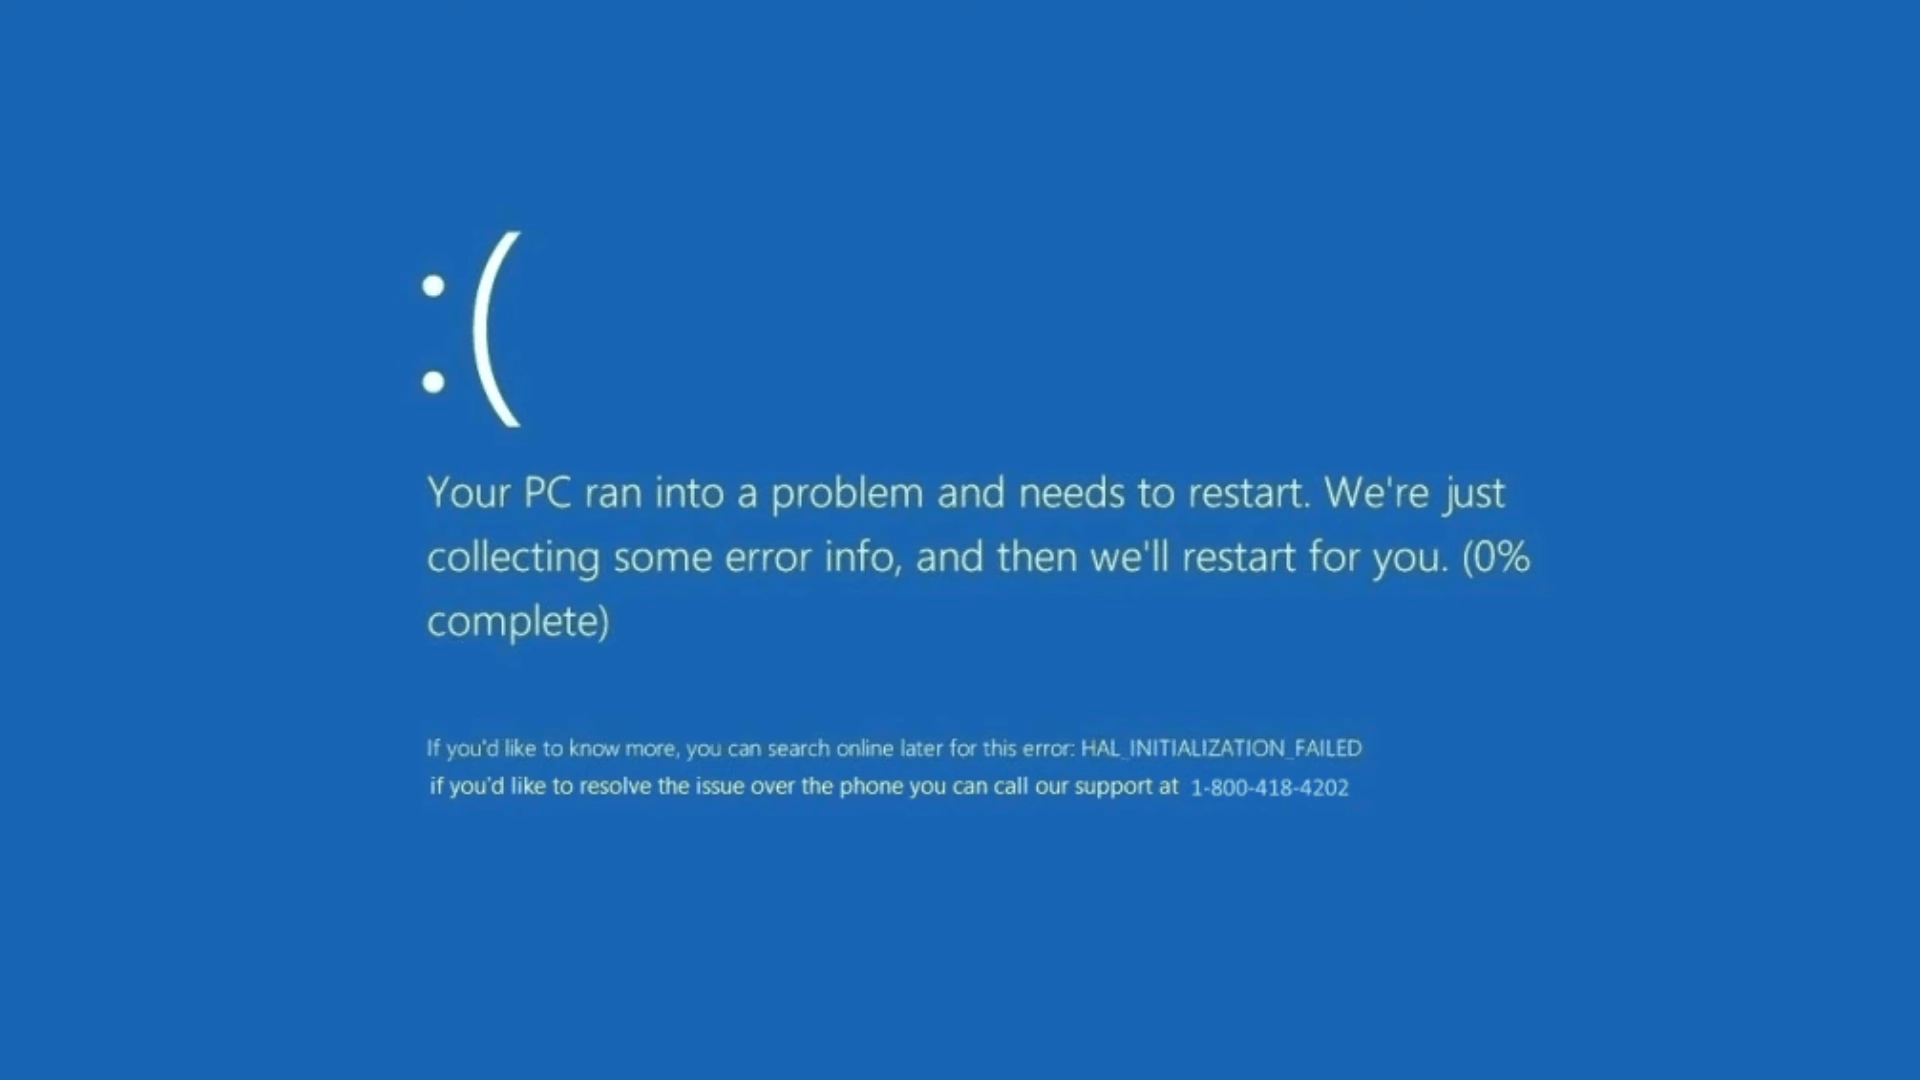 :(
Your PC ran into a problem and needs to restart. We're just
collecting some error info, and then we'll restart for you. (0%
complete)
If you'd like to know more, you can search online later for this error: HAL_INITIALIZATION_FAILED
if you'd like to resolve the issue over the phone you can call our support at 1-800-418-4202